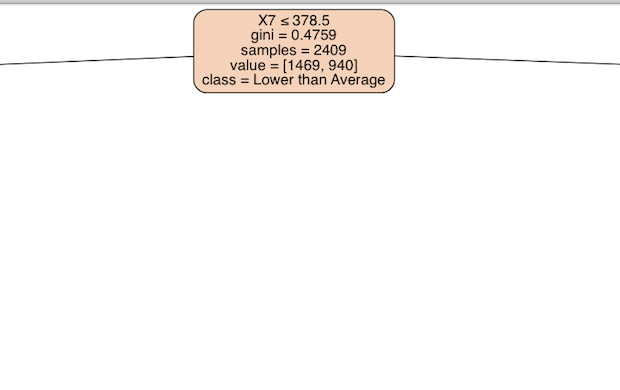 X7 ≤ 378.5
gini = 0.4759
samples = 2409
value = [1469, 940]
class = Lower than Average